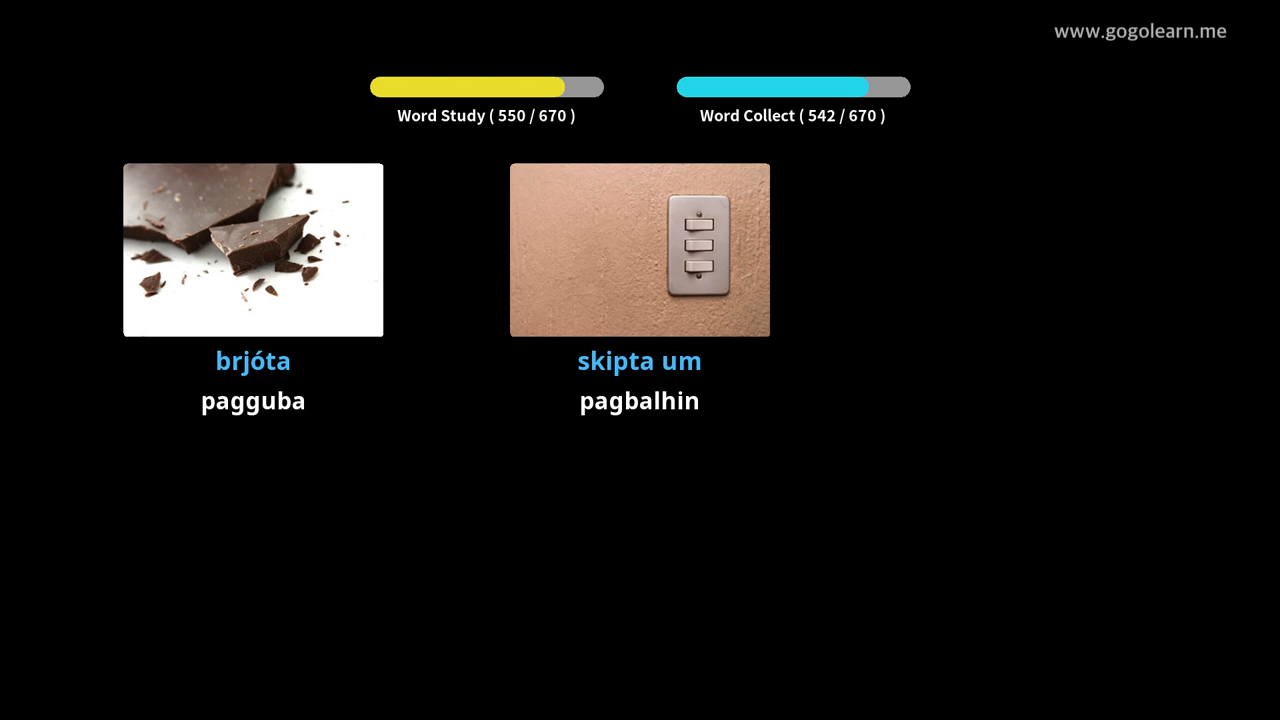 www.gogolearn.me
Word Study ( 550 / 670 )
Word Collect ( 542 / 670 )
brjóta
pagguba
skipta um
pagbalhin